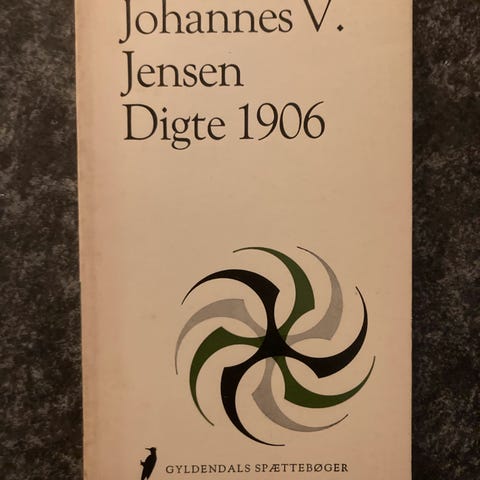 Johannes V.
Jensen
Digte 1906
GYLDENDALS SPÆTTEBØGER